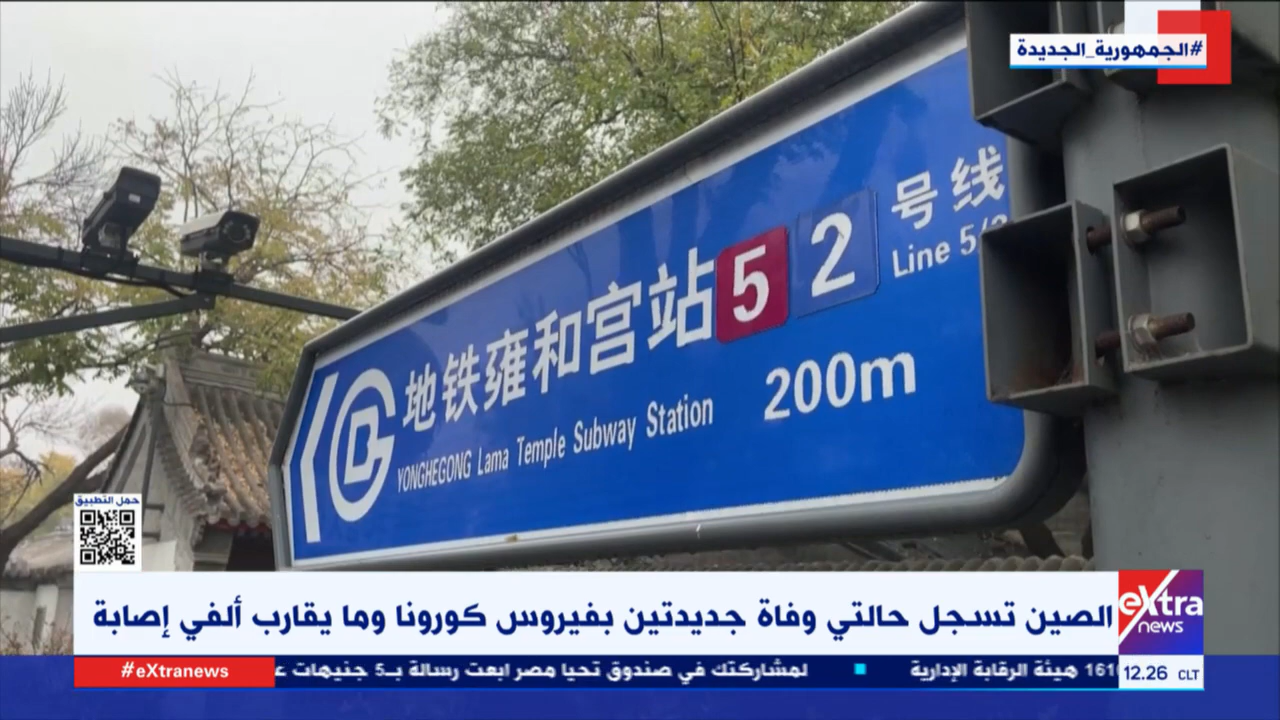 #الجمهورية_الجديدة
号线
Line 5/2
地铁雍和宫站 5 2
YONGHEGONG Lama Temple Subway Station
200m
حمل التطبيق
الصين تسجل حالتي وفاة جديدتين بفيروس كورونا وما يقارب ألفي إصابة
eXtra
news
#eXtranews
لمشاركتك في صندوق تحيا مصر ابعت رسالة بـ5 جنيهات
هيئة الرقابة الإدارية
12.26 CLT